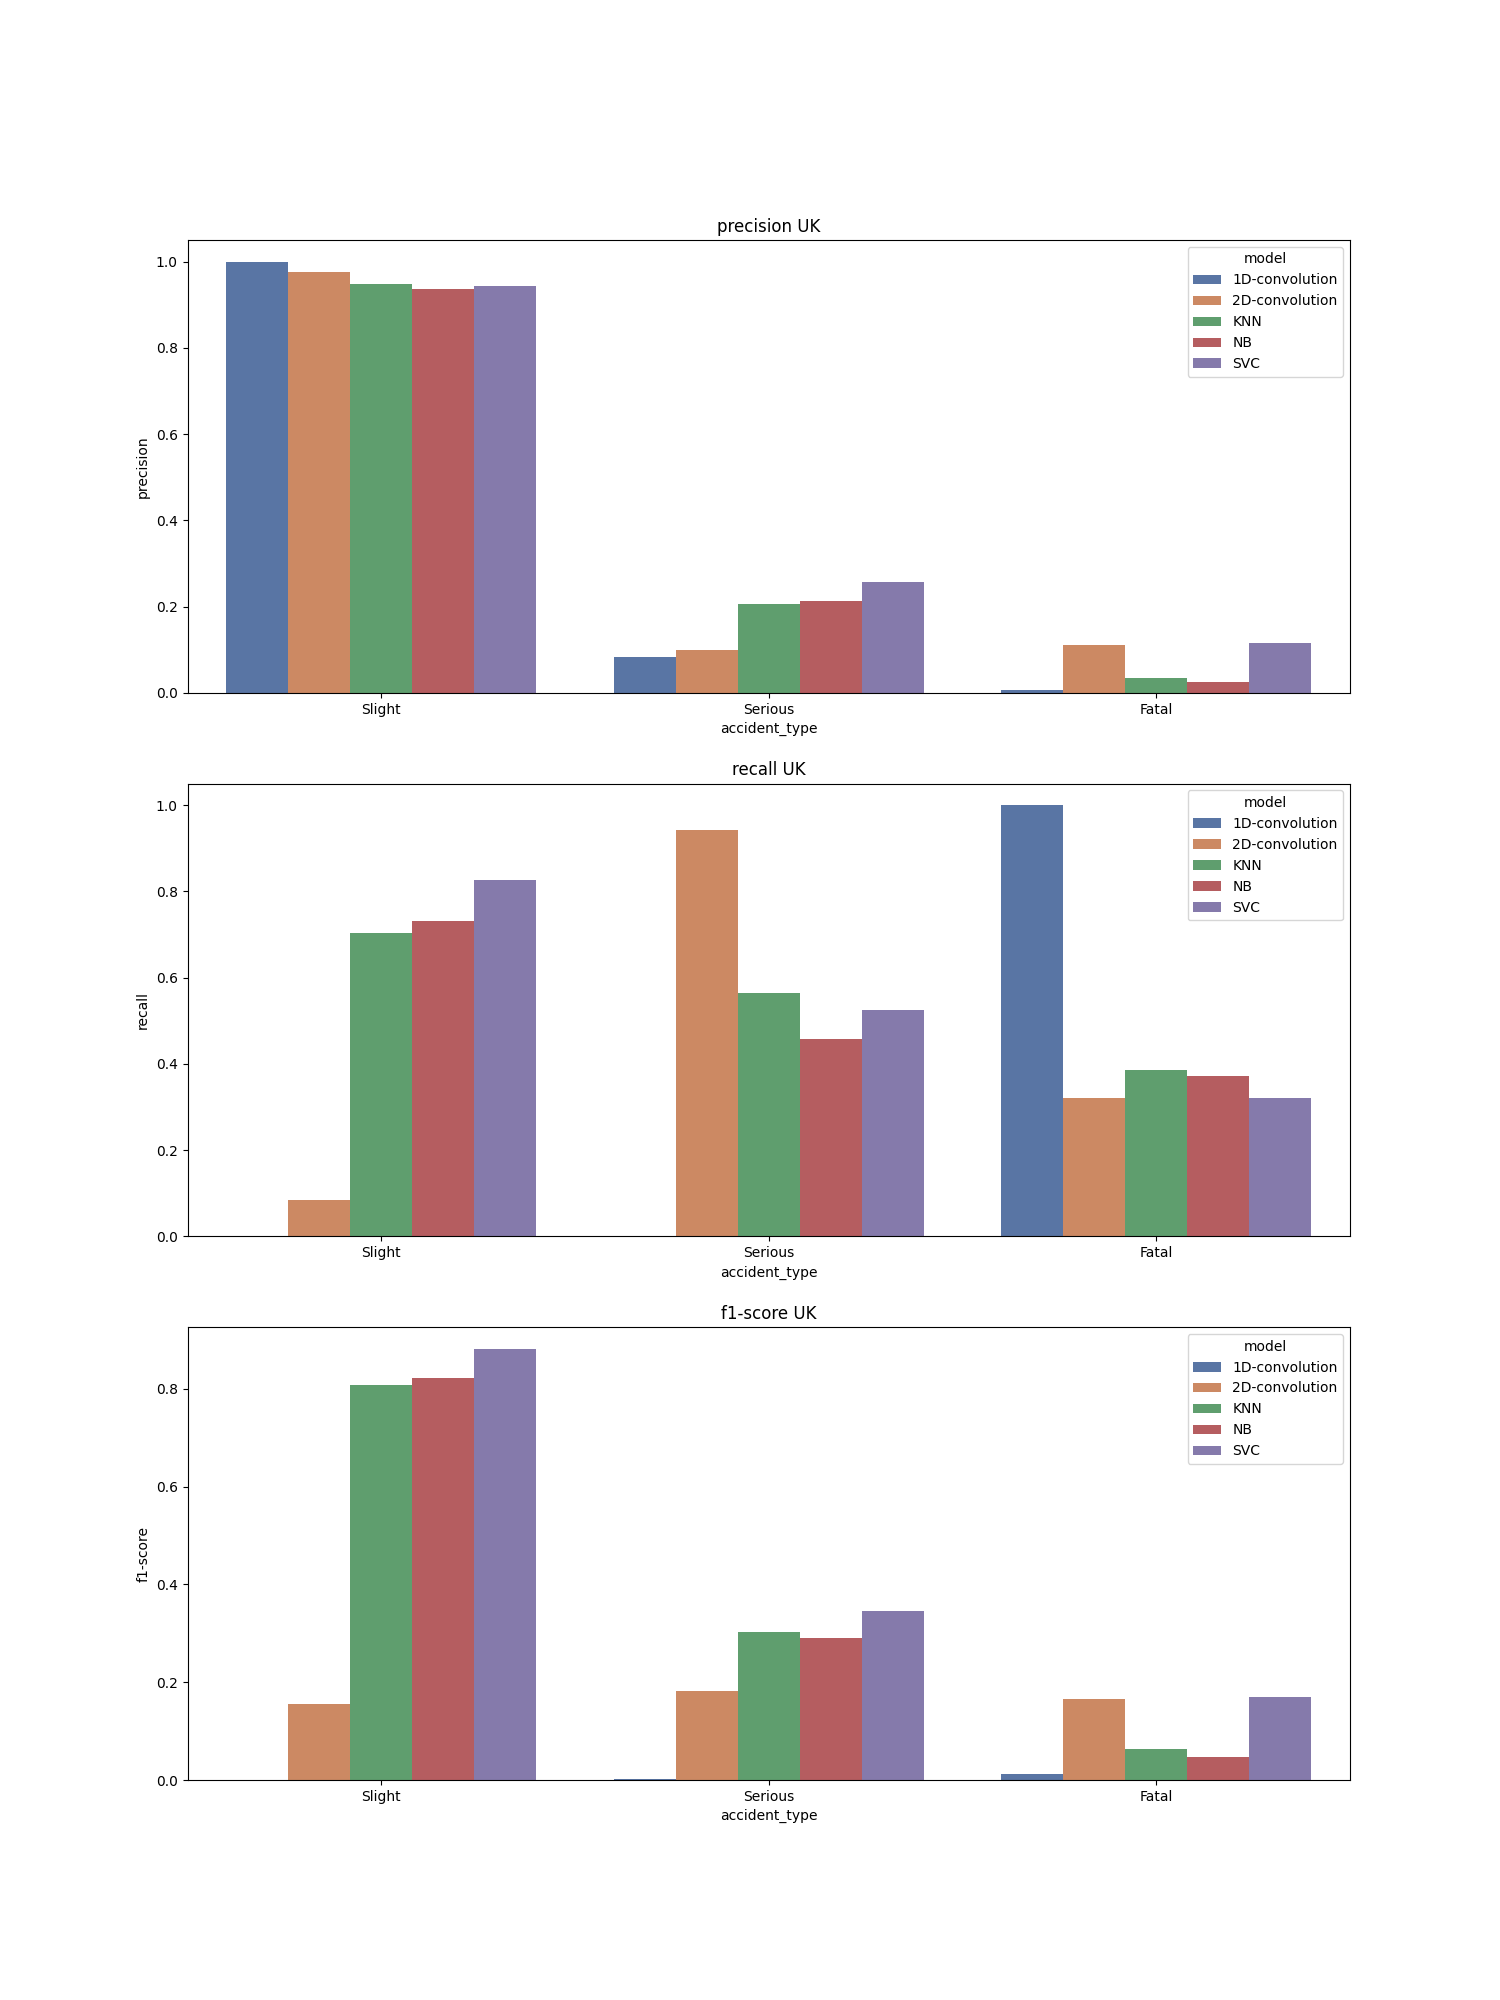 precision UK
model
1D-convolution
2D-convolution
KNN
NB
SVC
1.0
0.8
0.6
0.4
0.2
0.0
precision
Slight Serious Fatal
accident_type
recall UK
model
1D-convolution
2D-convolution
KNN
NB
SVC
1.0
0.8
0.6
0.4
0.2
0.0
recall
Slight Serious Fatal
accident_type
f1-score UK
model
1D-convolution
2D-convolution
KNN
NB
SVC
0.8
0.6
0.4
0.2
0.0
f1-score
Slight Serious Fatal
accident_type